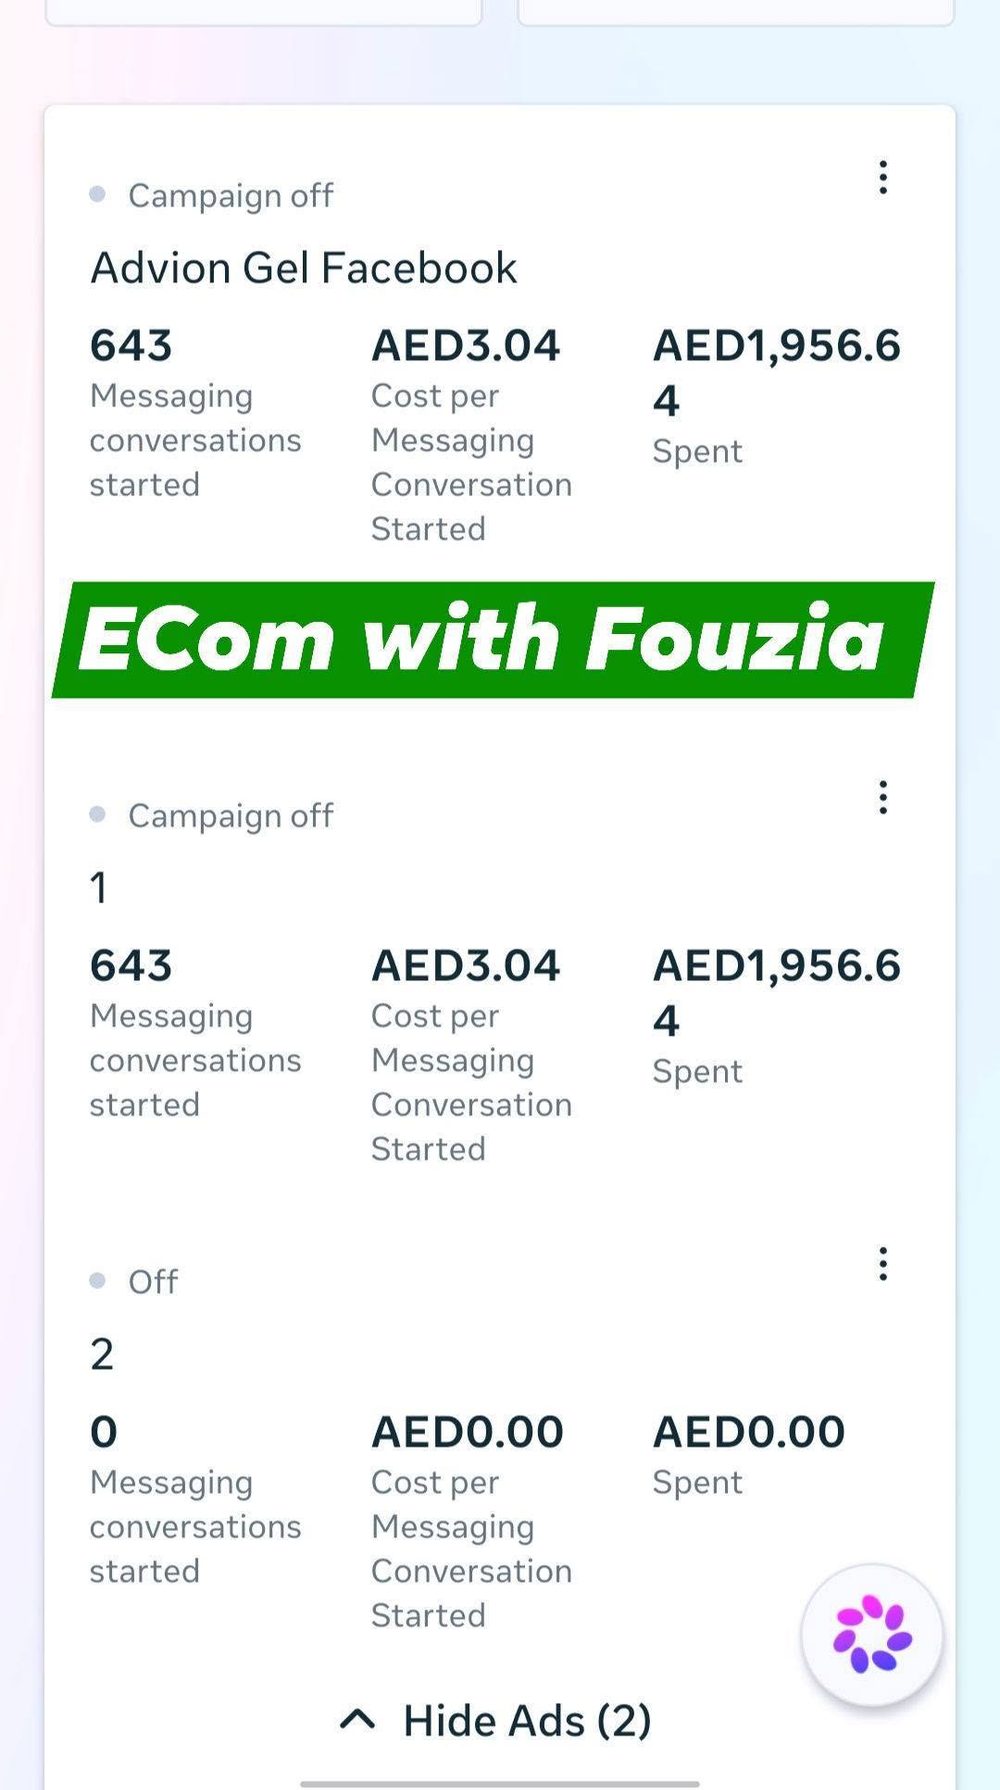 Campaign off
Advion Gel Facebook
643 AED3.04 AED1,956.6
Messaging Cost per 4
conversations Messaging Spent
started Conversation
Started
ECom with Fouzia
Campaign off
1
643 AED3.04 AED1,956.6
Messaging Cost per 4
conversations Messaging Spent
started Conversation
Started
Off
2
0 AED0.00 AED0.00
Messaging Cost per Spent
conversations Messaging
started Conversation
Started
Hide Ads (2)